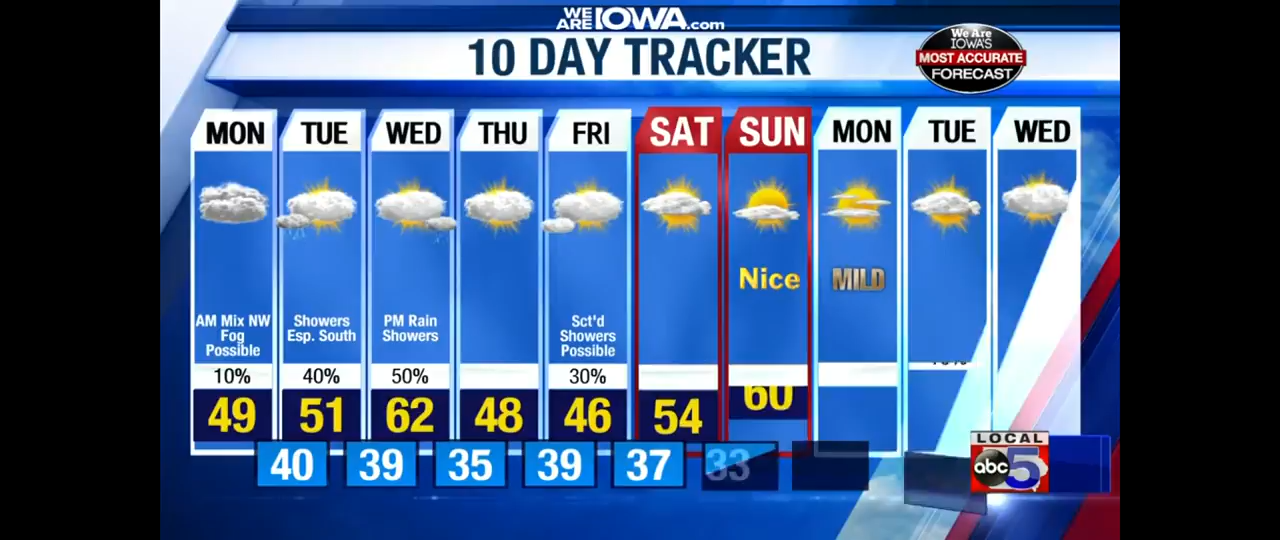 WE ARE IOWA.com
10 DAY TRACKER
We Are
IOWA'S
MOST ACCURATE
FORECAST
MON TUE WED THU FRI SAT SUN MON TUE WED
Nice MILD
AM Mix NW
Fog
Possible
Showers
Esp. South
PM Rain
Showers
Sct'd
Showers
Possible
10% 40% 50% 30%
49 51 62 48 46 54 60
40 39 35 39 37 33
LOCAL
abc 5